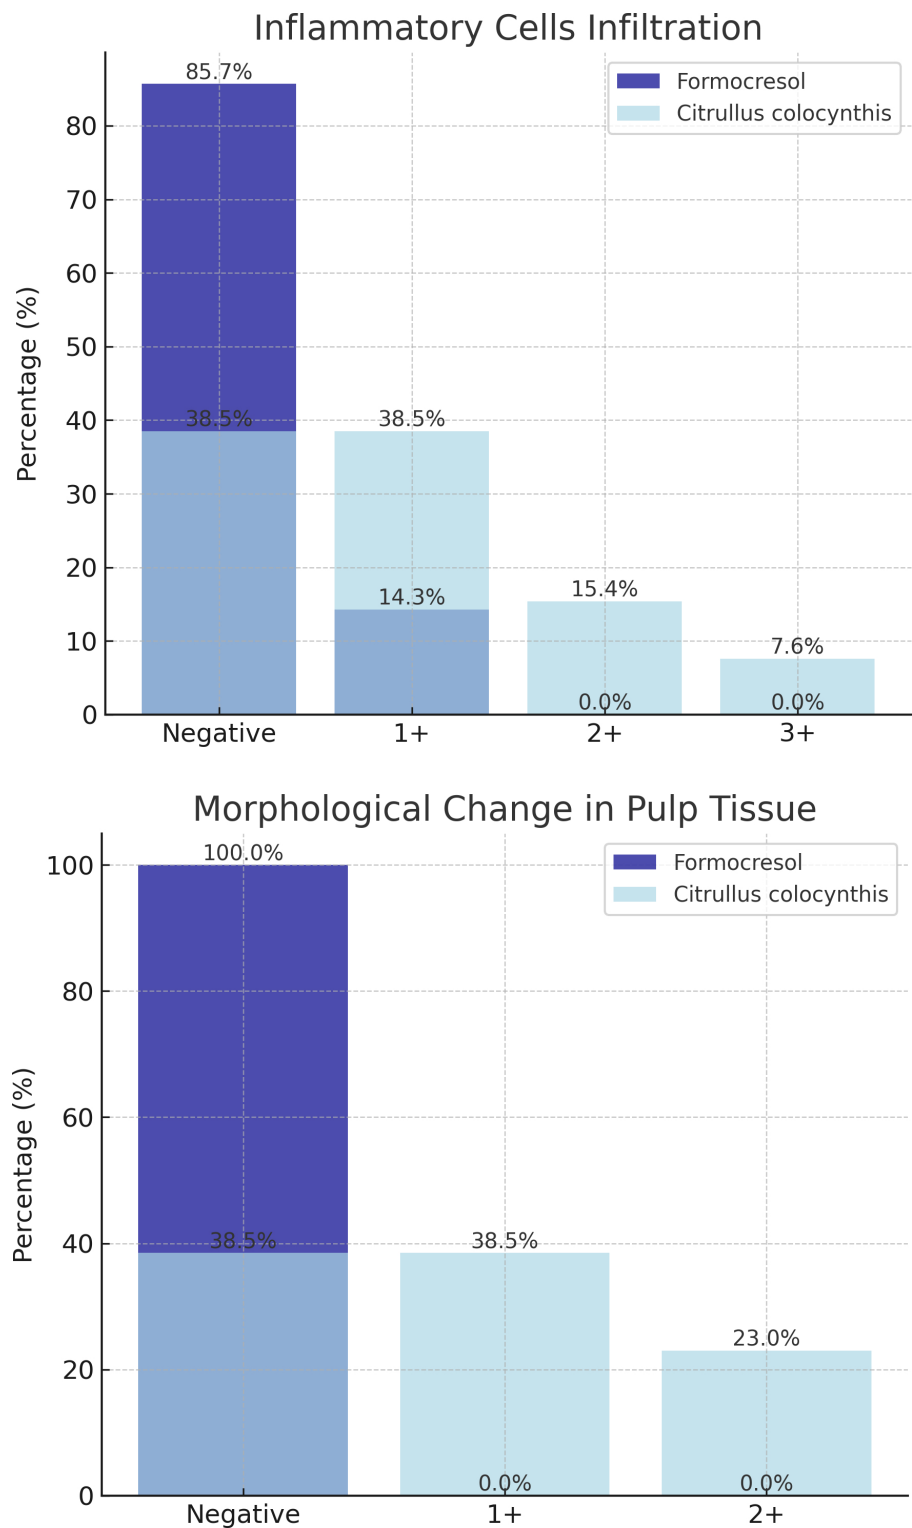 Inflammatory Cells Infiltration
Formocresol
Citrullus colocynthis
Percentage (%)
80
70
60
50
40
30
20
10
0
85.7%
38.5%
38.5%
14.3%
15.4%
0.0%
7.6%
0.0%
Negative 1+ 2+ 3+
Morphological Change in Pulp Tissue
Formocresol
Citrullus colocynthis
Percentage (%)
100
80
60
40
20
0
100.0%
38.5%
38.5%
0.0%
23.0%
0.0%
Negative 1+ 2+